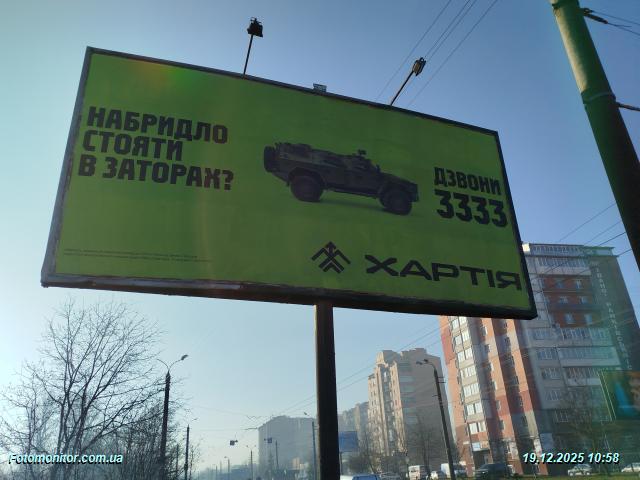 НАБРИДЛО
СТОЯТИ
В ЗАТОРАХ?
ДЗВОНИ
3333
ХАРТІЯ
Fotomonitor.com.ua
19.12.2025 10:58